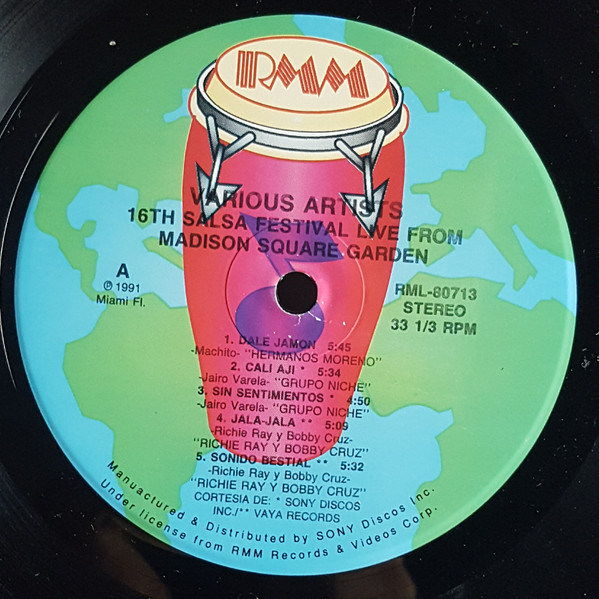 RMM
VARIOUS ARTISTS
16TH SALSA FESTIVAL LIVE FROM
MADISON SQUARE GARDEN
A
℗ 1991
Miami Fl.
RML-80713
STEREO
33 1/3 RPM
1. DALE JAMON 5:45
-Machito- "HERMANOS MORENO"
2. CALI AJI * 5:34
-Jairo Varela- "GRUPO NICHE"
3. SIN SENTIMIENTOS * 4:50
-Jairo Varela- "GRUPO NICHE"
4. JALA-JALA ** 5:09
-Richie Ray y Bobby Cruz-
"RICHIE RAY Y BOBBY CRUZ"
5. SONIDO BESTIAL ** 5:32
-Richie Ray y Bobby Cruz-
"RICHIE RAY Y BOBBY CRUZ"
CORTESIA DE: * SONY DISCOS
INC./** VAYA RECORDS
Manuactured & Distributed by SONY Discos Inc.
Under license from RMM Records & Videos Corp.